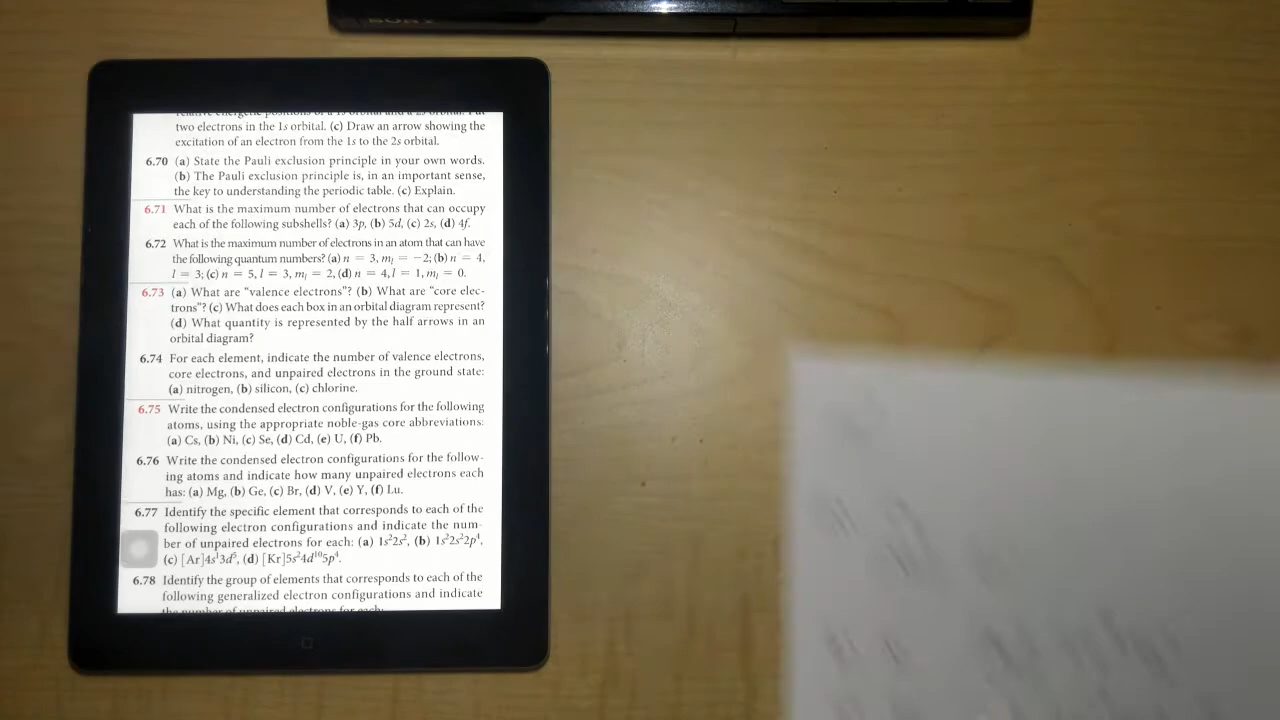 SONY
two electrons in the 1s orbital. (c) Draw an arrow showing the
excitation of an electron from the 1s to the 2s orbital.
6.70 (a) State the Pauli exclusion principle in your own words.
(b) The Pauli exclusion principle is, in an important sense,
the key to understanding the periodic table. (c) Explain.
6.71 What is the maximum number of electrons that can occupy
each of the following subshells? (a) 3p, (b) 5d, (c) 2s, (d) 4f.
6.72 What is the maximum number of electrons in an atom that can have
the following quantum numbers? (a) n = 3, mₗ = −2; (b) n = 4,
l = 3; (c) n = 5, l = 3, mₗ = 2, (d) n = 4, l = 1, mₗ = 0.
6.73 (a) What are "valence electrons"? (b) What are "core elec-
trons"? (c) What does each box in an orbital diagram represent?
(d) What quantity is represented by the half arrows in an
orbital diagram?
6.74 For each element, indicate the number of valence electrons,
core electrons, and unpaired electrons in the ground state:
(a) nitrogen, (b) silicon, (c) chlorine.
6.75 Write the condensed electron configurations for the following
atoms, using the appropriate noble-gas core abbreviations:
(a) Cs, (b) Ni, (c) Se, (d) Cd, (e) U, (f) Pb.
6.76 Write the condensed electron configurations for the follow-
ing atoms and indicate how many unpaired electrons each
has: (a) Mg, (b) Ge, (c) Br, (d) V, (e) Y, (f) Lu.
6.77 Identify the specific element that corresponds to each of the
following electron configurations and indicate the num-
ber of unpaired electrons for each: (a) 1s²2s², (b) 1s²2s²2p⁴,
(c) [Ar]4s¹3d⁵, (d) [Kr]5s²4d¹⁰5p⁴.
6.78 Identify the group of elements that corresponds to each of the
following generalized electron configurations and indicate
the number of unpaired electrons for each: